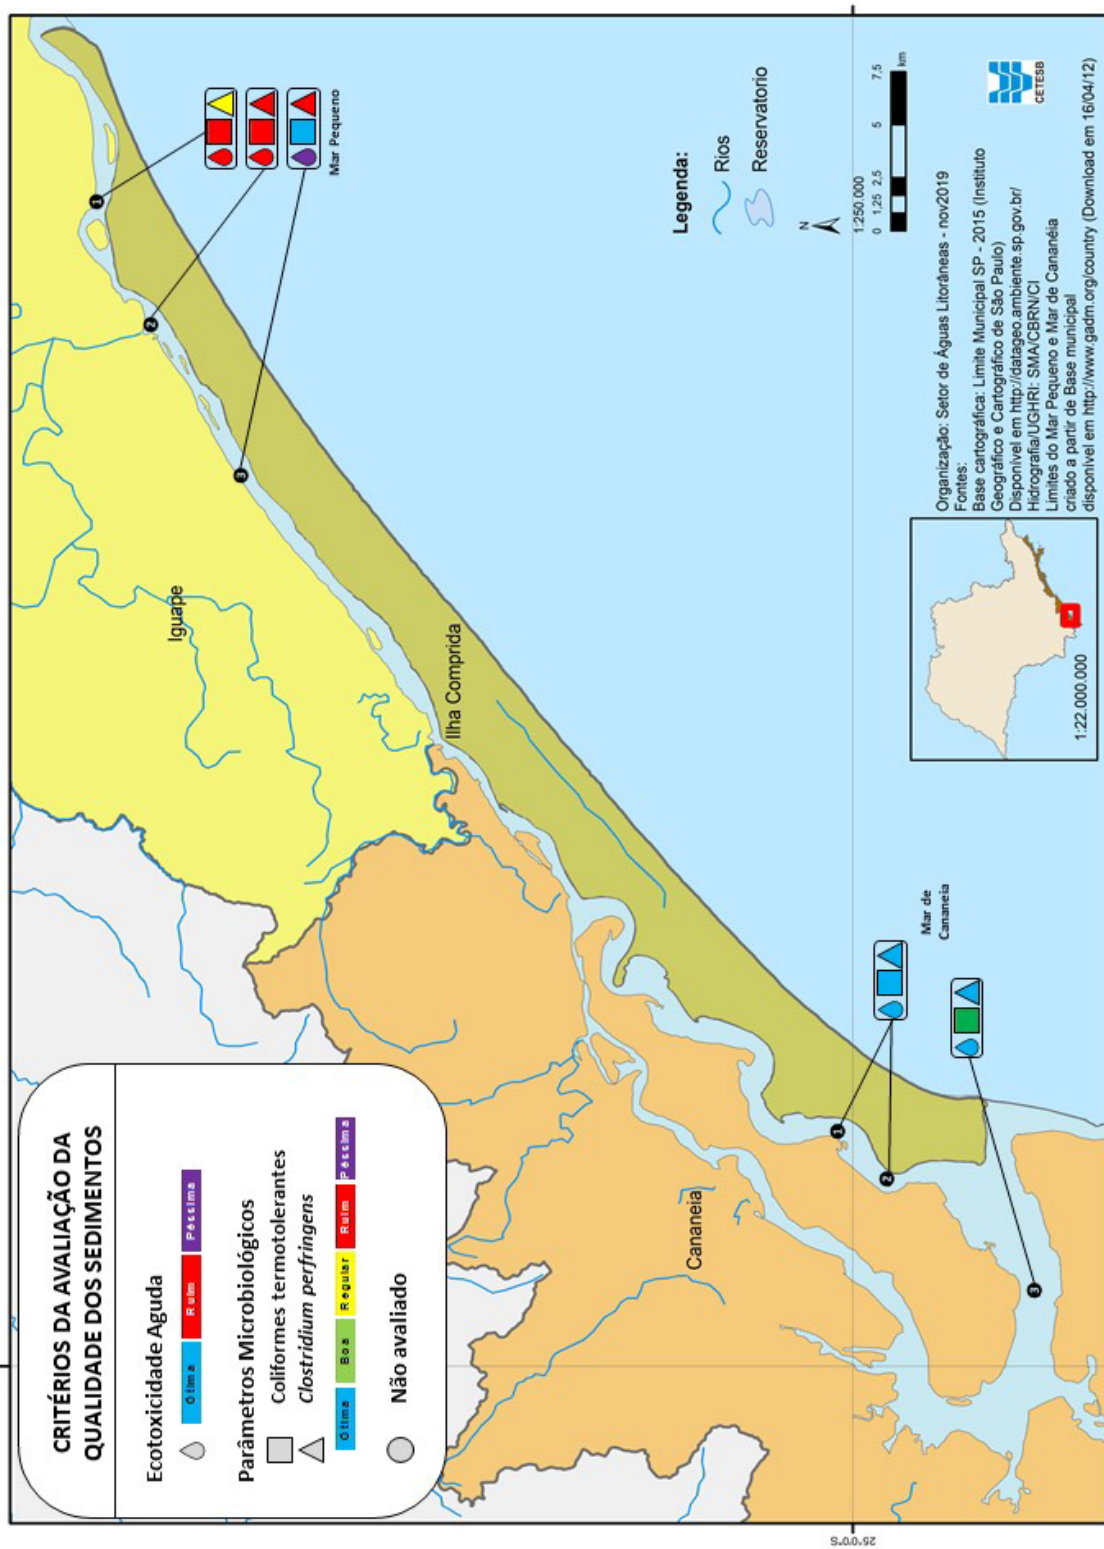 CRITÉRIOS DA AVALIAÇÃO DA
QUALIDADE DOS SEDIMENTOS
Ecotoxicidade Aguda
Ótima Ruim Péssima
Parâmetros Microbiológicos
Coliformes termotolerantes
Clostridium perfringens
Ótima Boa Regular Ruim Péssima
Não avaliado
Iguape
Ilha Comprida
Cananeia
1
2
3
Mar Pequeno
1
2
3
Mar de
Cananeia
25°0'0"S
Legenda:
Rios
Reservatorio
N
1:250.000
0 1,25 2,5 5 7,5
km
CETESB
1:22.000.000
Organização: Setor de Águas Litorâneas - nov2019
Fontes:
Base cartográfica: Limite Municipal SP - 2015 (Instituto
Geográfico e Cartográfico de São Paulo)
Disponível em http://datageo.ambiente.sp.gov.br/
Hidrografia/UGHRI: SMA/CBRN/CI
Limites do Mar Pequeno e Mar de Cananéia
criado a partir de Base municipal
disponível em http://www.gadm.org/country (Download em 16/04/12)